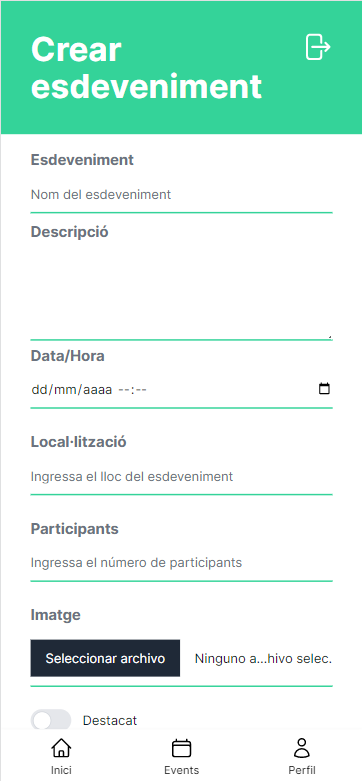 Crear
esdeveniment
Esdeveniment
Nom del esdeveniment
Descripció
Data/Hora
dd/mm/aaaa --:--
Local·lització
Ingressa el lloc del esdeveniment
Participants
Ingressa el número de participants
Imatge
Seleccionar archivo Ninguno a...hivo selec.
Destacat
Inici Events Perfil